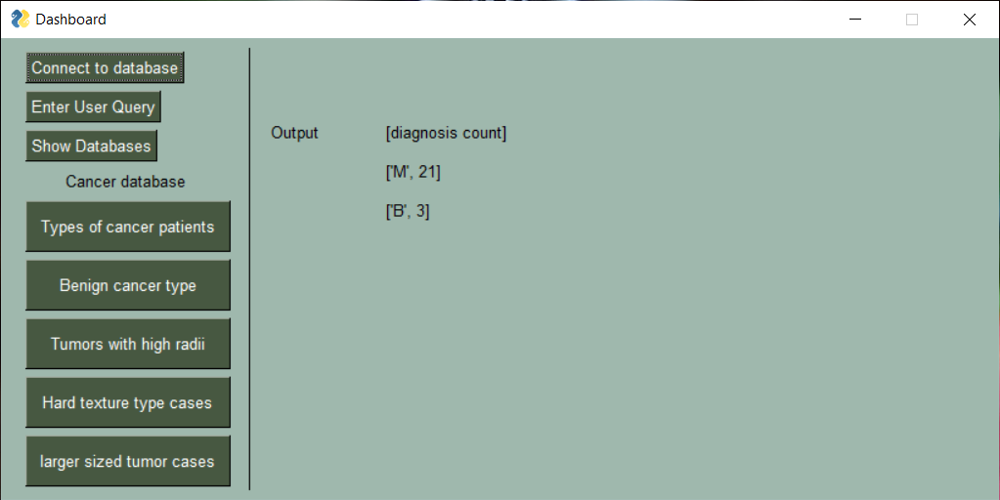 Dashboard
Connect to database
Enter User Query
Show Databases
Cancer database
Types of cancer patients
Benign cancer type
Tumors with high radii
Hard texture type cases
larger sized tumor cases
Output [diagnosis count]
['M', 21]
['B', 3]